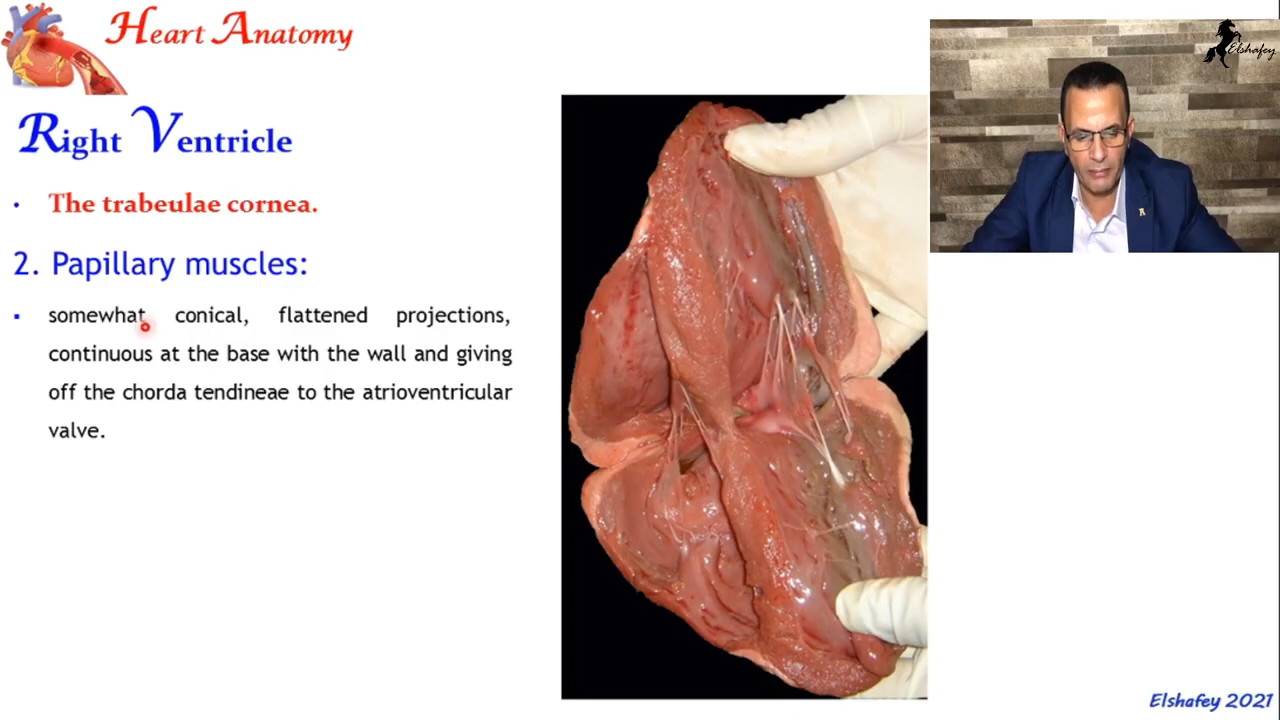 Heart Anatomy
Elshafey
Right Ventricle
• The trabeulae cornea.
2. Papillary muscles:
▪ somewhat conical, flattened projections,
continuous at the base with the wall and giving
off the chorda tendineae to the atrioventricular
valve.
Elshafey 2021